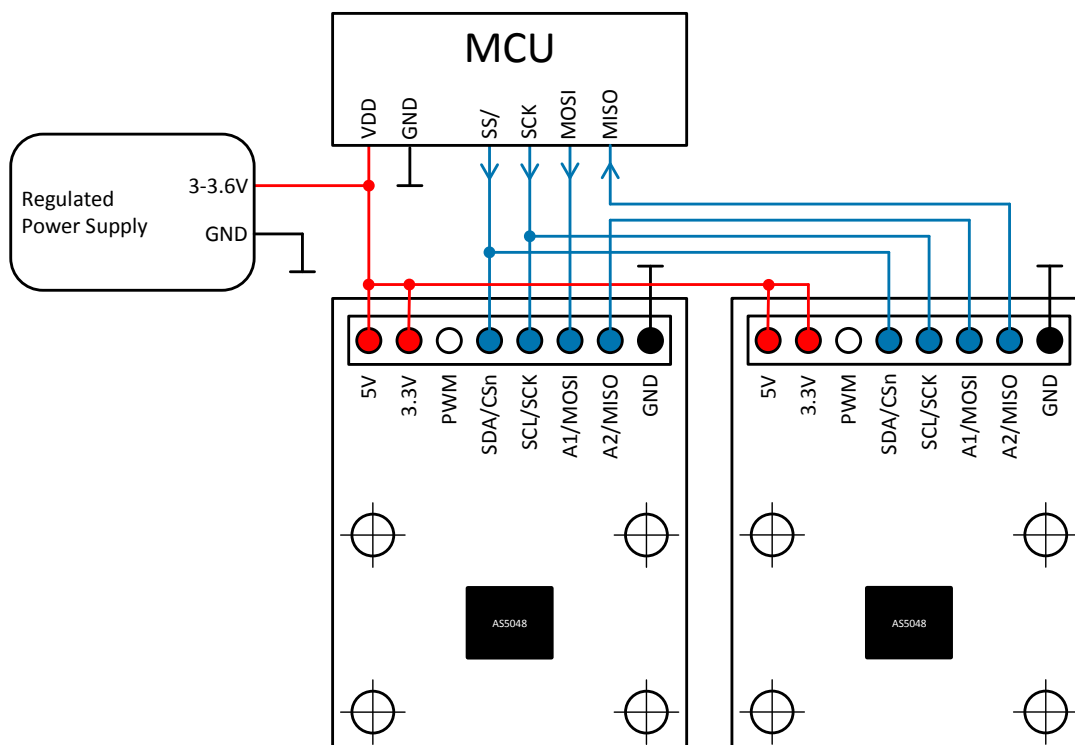 MCU
VDD
GND
SS/
SCK
MOSI
MISO
Regulated
Power Supply
3-3.6V
GND
5V
3.3V
PWM
SDA/CSn
SCL/SCK
A1/MOSI
A2/MISO
GND
5V
3.3V
PWM
SDA/CSn
SCL/SCK
A1/MOSI
A2/MISO
GND
AS5048
AS5048